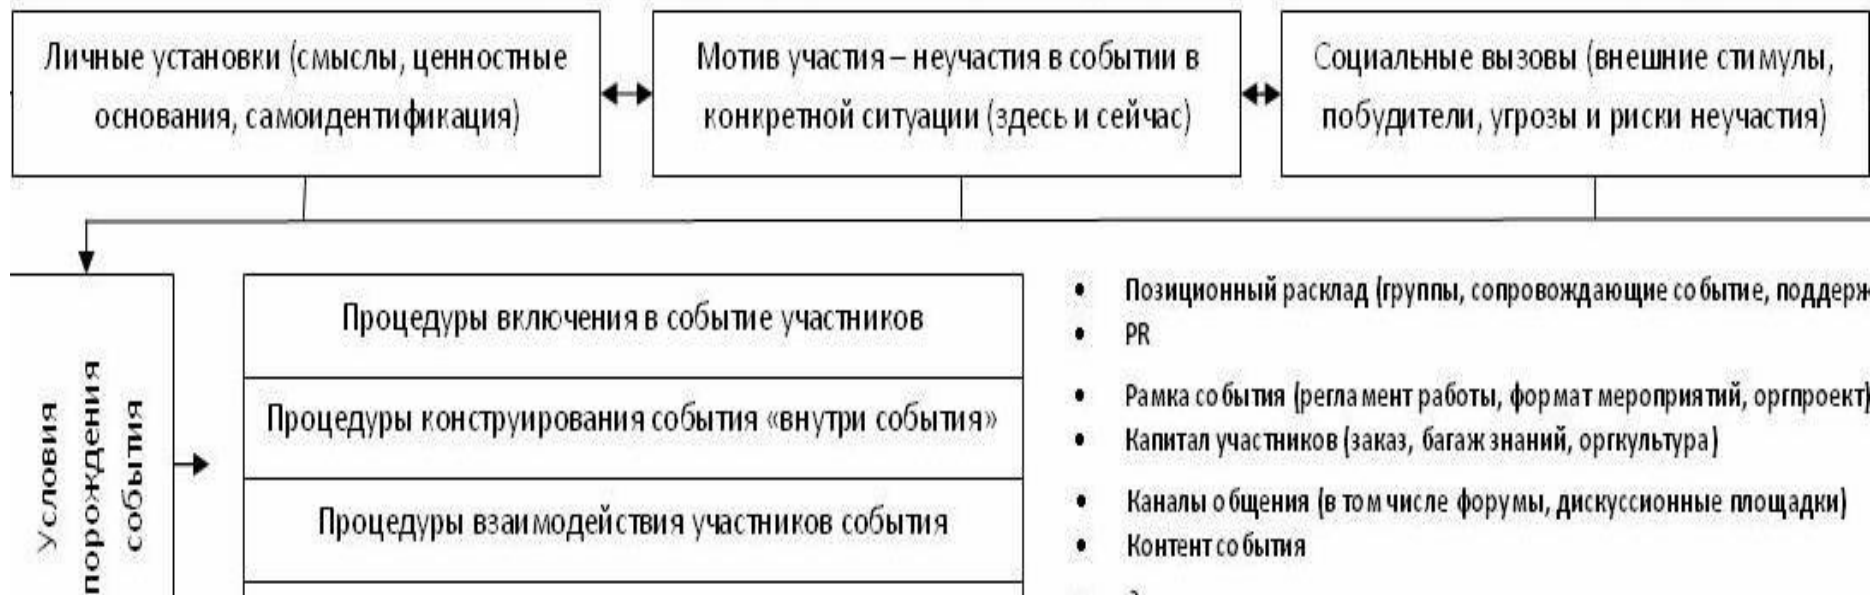 Личные установки (смыслы, ценностные
основания, самоидентификация)
Мотив участия – неучастия в событии в
конкретной ситуации (здесь и сейчас)
Социальные вызовы (внешние стимулы,
побудители, угрозы и риски неучастия)
Условия
порождения
события
Процедуры включения в событие участников
Процедуры конструирования события «внутри события»
Процедуры взаимодействия участников события
• Позиционный расклад (группы, сопровождающие событие, поддерж
• PR
• Рамка события (регламент работы, формат мероприятий, оргпроект)
• Капитал участников (заказ, багаж знаний, оргкультура)
• Каналы общения (в том числе форумы, дискуссионные площадки)
• Контент события